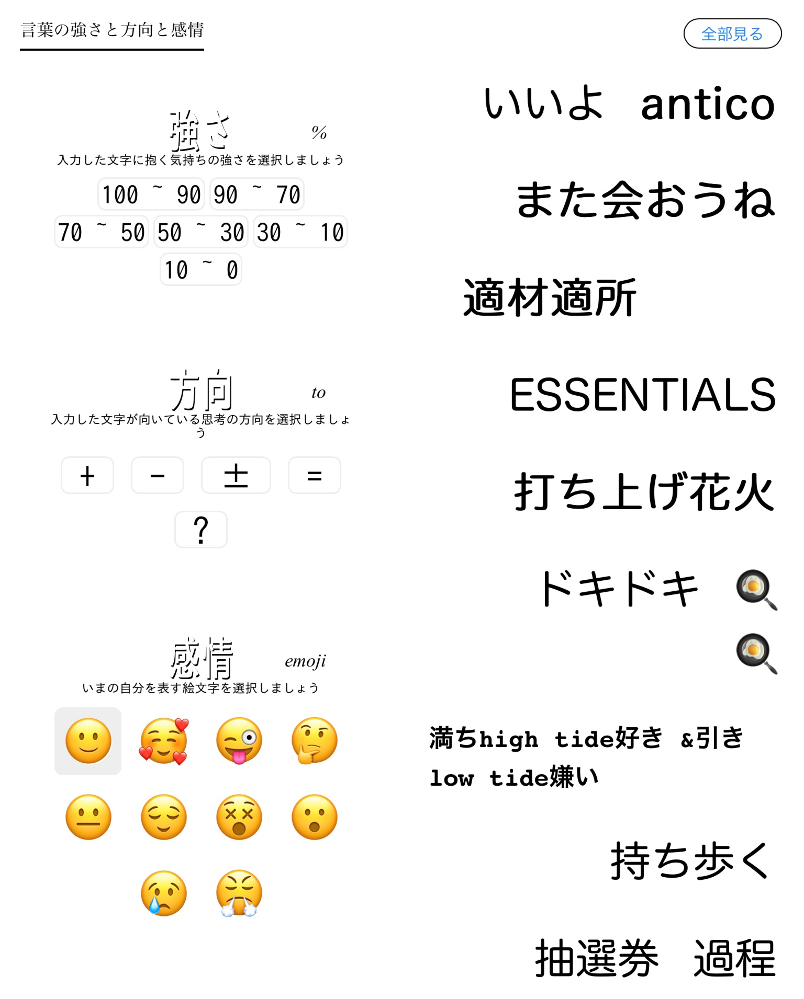 言葉の強さと方向と感情
全部見る
強さ %
入力した文字に抱く気持ちの強さを選択しましょう
100 ~ 90 90 ~ 70
70 ~ 50 50 ~ 30 30 ~ 10
10 ~ 0
方向 to
入力した文字が向いている思考の方向を選択しましょ
う
+ − ± =
?
感情 emoji
いまの自分を表す絵文字を選択しましょう
いいよ antico
また会おうね
適材適所
ESSENTIALS
打ち上げ花火
ドキドキ 🍳
🍳
満ちhigh tide好き &引き
low tide嫌い
持ち歩く
抽選券 過程